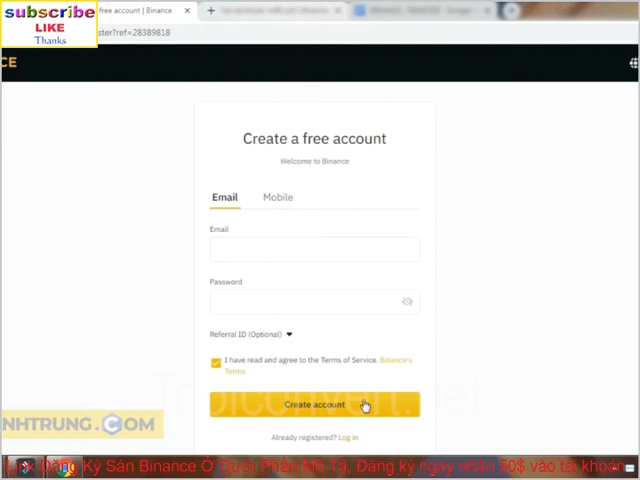 subscribe
LIKE
Thanks
free account | Binance
ster?ref=28389818
CE
Create a free account
Welcome to Binance
Email Mobile
Email
Password
Referral ID (Optional)
I have read and agree to the Terms of Service. Binance's
Terms
Create account
NHTRUNG.COM
Already registered? Log in
Link Đăng Ký Sàn Binance Ở Dưới Phần Mô Tả, Đăng ký ngay nhận 50$ vào tài khoản